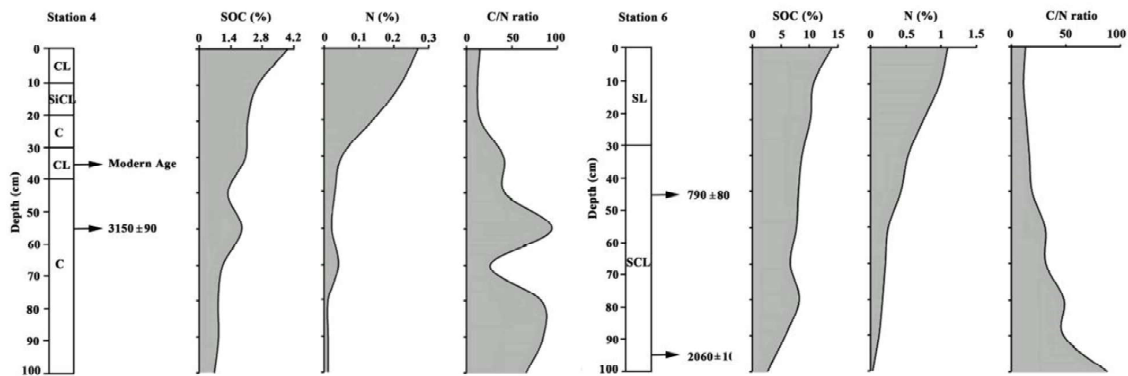 Station 4
SOC (%)
N (%)
C/N ratio
0 1.4 2.8 4.2
0 0.1 0.2 0.3
0 50 100
Depth (cm)
0
10
20
30
40
50
60
70
80
90
100
CL
SiCL
C
CL
C
Modern Age
3150±90
Station 6
SOC (%)
N (%)
C/N ratio
0 5 10 15
0 0.5 1 1.5
0 50 100
Depth (cm)
0
10
20
30
40
50
60
70
80
90
100
SL
SCL
790±80
2060±10